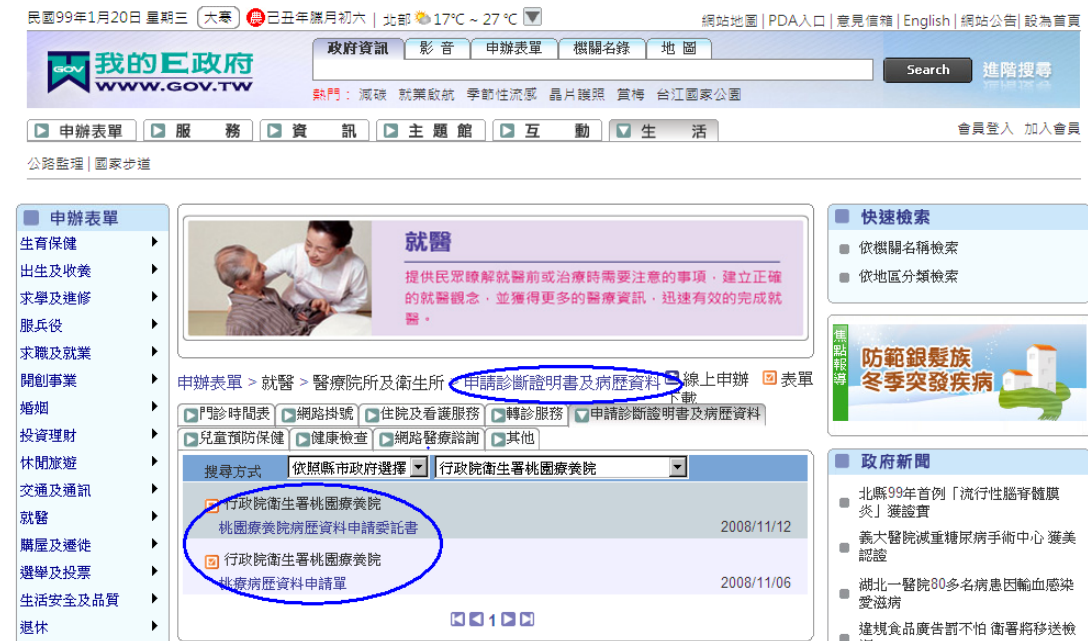 民國99年1月20日 星期三 大寒 農 己丑年臘月初六 | 北部 17℃ ~ 27 ℃
網站地圖 | PDA入口 | 意見信箱 | English | 網站公告 | 設為首頁
GOV 我的E政府
WWW.GOV.TW
政府資訊 影 音 申辦表單 機關名錄 地 圖
Search 進階搜尋
熱門： 減碳 就業啟航 季節性流感 晶片護照 賞梅 台江國家公園
申辦表單 服 務 資 訊 主 題 館 互 動 生 活
會員登入 加入會員
公路監理 | 國家步道
申辦表單
生育保健
出生及收養
求學及進修
服兵役
求職及就業
開創事業
婚姻
投資理財
休閒旅遊
交通及通訊
就醫
購屋及遷徙
選舉及投票
生活安全及品質
退休
就醫
提供民眾瞭解就醫前或治療時需要注意的事項，建立正確
的就醫觀念，並獲得更多的醫療資訊，迅速有效的完成就
醫。
申辦表單 > 就醫 > 醫療院所及衛生所 > 申請診斷證明書及病歷資料 線上申辦 表單
下載
門診時間表 網路掛號 住院及看護服務 轉診服務 申請診斷證明書及病歷資料
兒童預防保健 健康檢查 網路醫療諮詢 其他
搜尋方式 依照縣市政府選擇 行政院衛生署桃園療養院
行政院衛生署桃園療養院
桃園療養院病歷資料申請委託書 2008/11/12
行政院衛生署桃園療養院
桃療病歷資料申請單 2008/11/06
1
快速檢索
依機關名稱檢索
依地區分類檢索
焦點報導
防範銀髮族
冬季突發疾病
政府新聞
北縣99年首例「流行性腦脊髓膜
炎」獲證實
義大醫院減重糖尿病手術中心 獲美
認證
湖北一醫院80多名病患因輸血感染
愛滋病
違規食品廣告罰不怕 衛署將移送檢